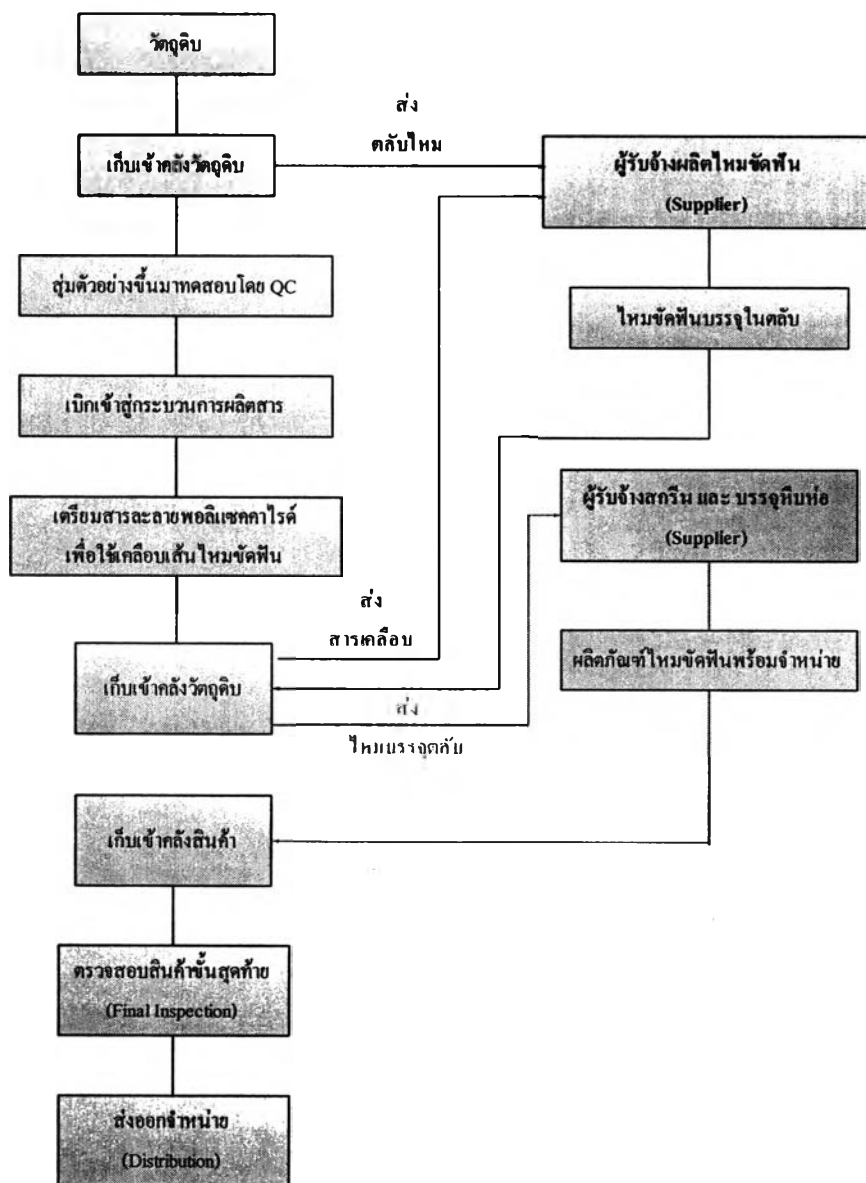 วัตถุดิบ
ส่ง
ตลับไหม
เก็บเข้าคลังวัตถุดิบ
ผู้รับจ้างผลิตไหมขัดฟัน
(Supplier)
สุ่มตัวอย่างขึ้นมาทดสอบโดย QC
ไหมขัดฟันบรรจุในตลับ
เบิกเข้าสู่กระบวนการผลิตสาร
เตรียมสารละลายพอลิแซคคาไรด์
เพื่อใช้เคลือบเส้นไหมขัดฟัน
ผู้รับจ้างสกรีน และ บรรจุหีบห่อ
(Supplier)
ส่ง
สารเคลือบ
เก็บเข้าคลังวัตถุดิบ
ผลิตภัณฑ์ไหมขัดฟันพร้อมจำหน่าย
ส่ง
ไหมบรรจุตลับ
เก็บเข้าคลังสินค้า
ตรวจสอบสินค้าขั้นสุดท้าย
(Final Inspection)
ส่งออกจำหน่าย
(Distribution)